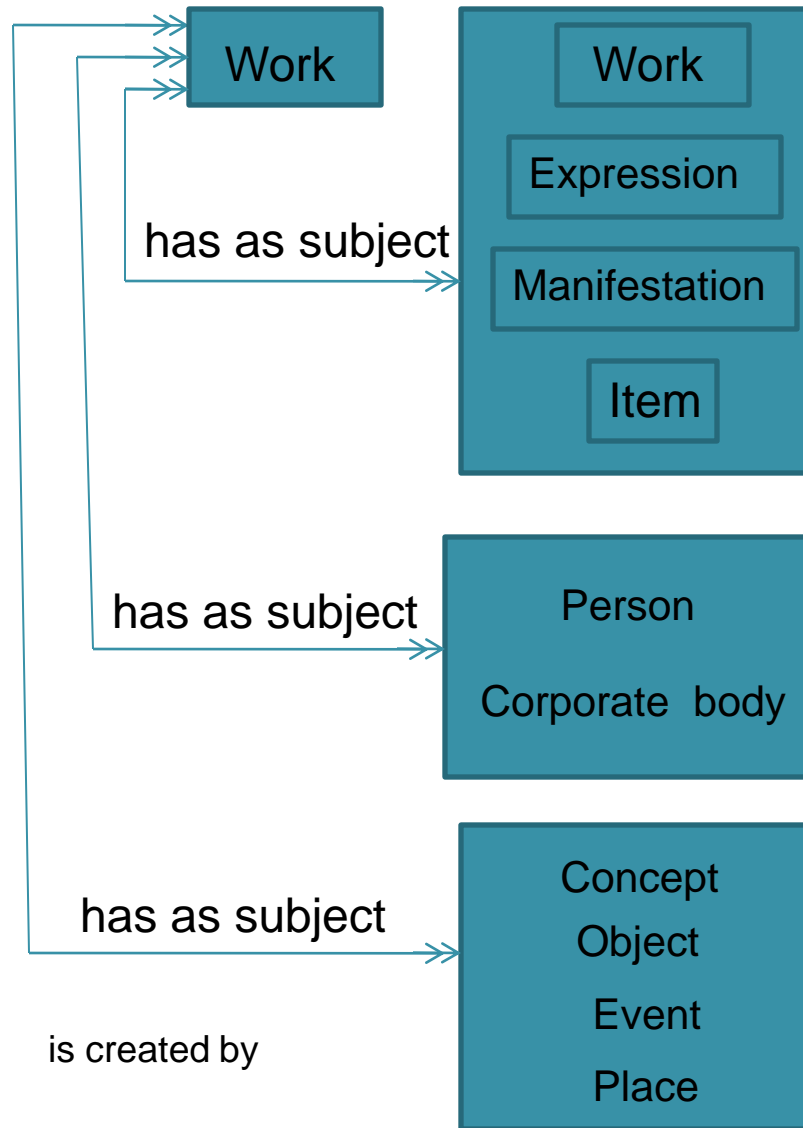 Work
Work
Expression
has as subject
Manifestation
Item
has as subject
Person
Corporate body
Concept
has as subject
Object
Event
is created by
Place